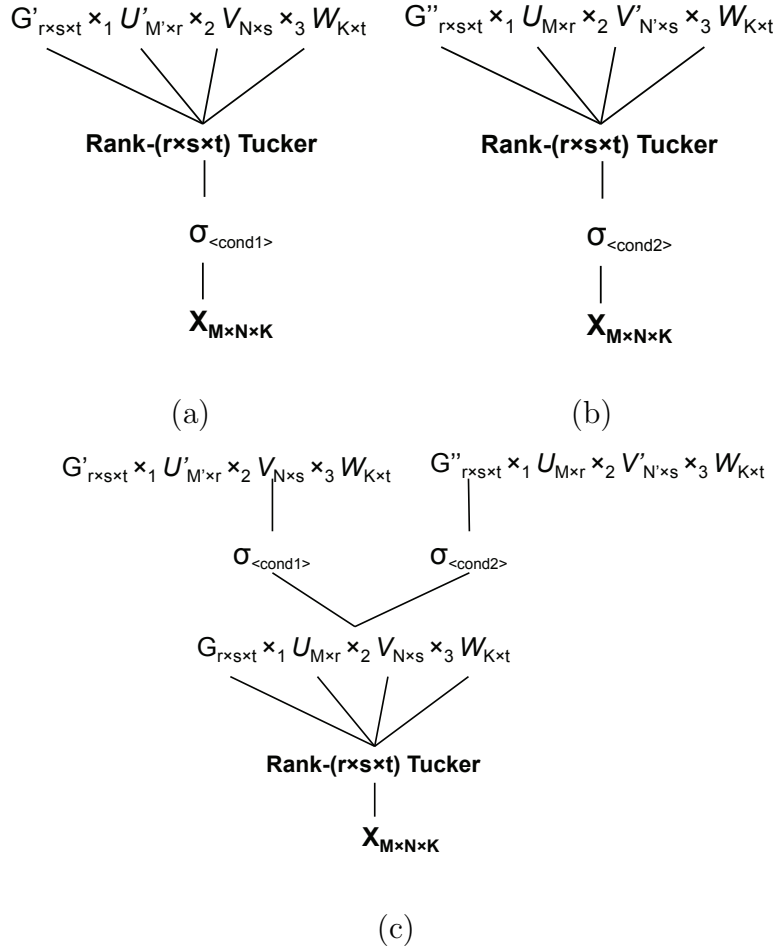 G'r×s×t ×1 U'M'×r ×2 VN×s ×3 WK×t
G''r×s×t ×1 UM×r ×2 V'N'×s ×3 WK×t
Rank-(r×s×t) Tucker
Rank-(r×s×t) Tucker
σ<cond1>
σ<cond2>
XM×N×K
XM×N×K
(a)
(b)
G'r×s×t ×1 U'M'×r ×2 VN×s ×3 WK×t
G''r×s×t ×1 UM×r ×2 V'N'×s ×3 WK×t
σ<cond1>
σ<cond2>
Gr×s×t ×1 UM×r ×2 VN×s ×3 WK×t
Rank-(r×s×t) Tucker
XM×N×K
(c)